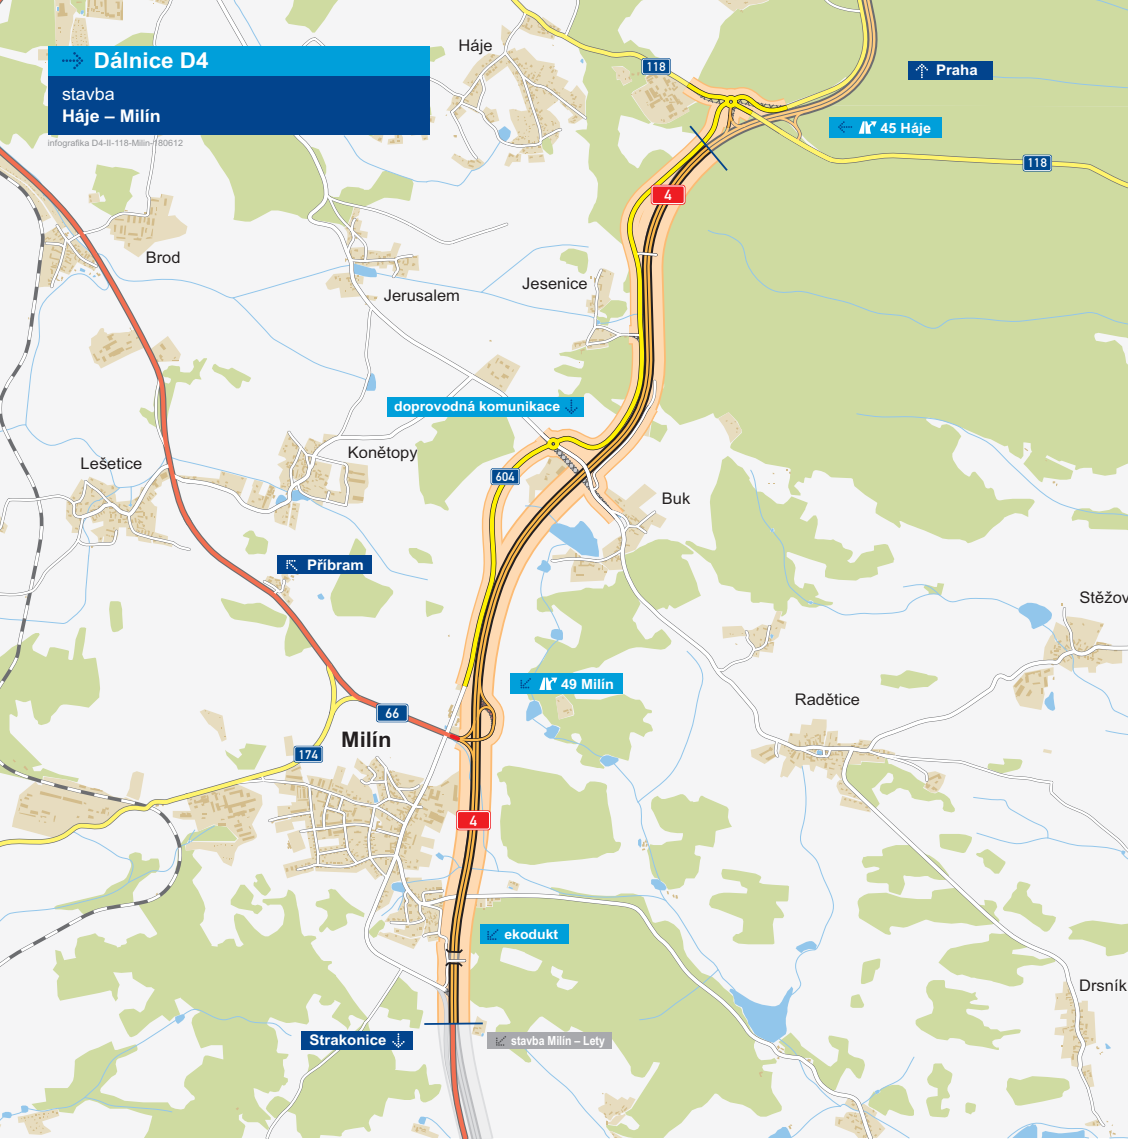 Dálnice D4
stavba
Háje – Milín
infografika D4-II-118-Milín-180612
Háje
118
Praha
45 Háje
118
4
Brod
Jesenice
Jerusalem
doprovodná komunikace
Konětopy
Lešetice
604
Buk
Příbram
Stěžov
49 Milín
Radětice
66
Milín
174
4
ekodukt
Drsník
Strakonice
stavba Milín – Lety